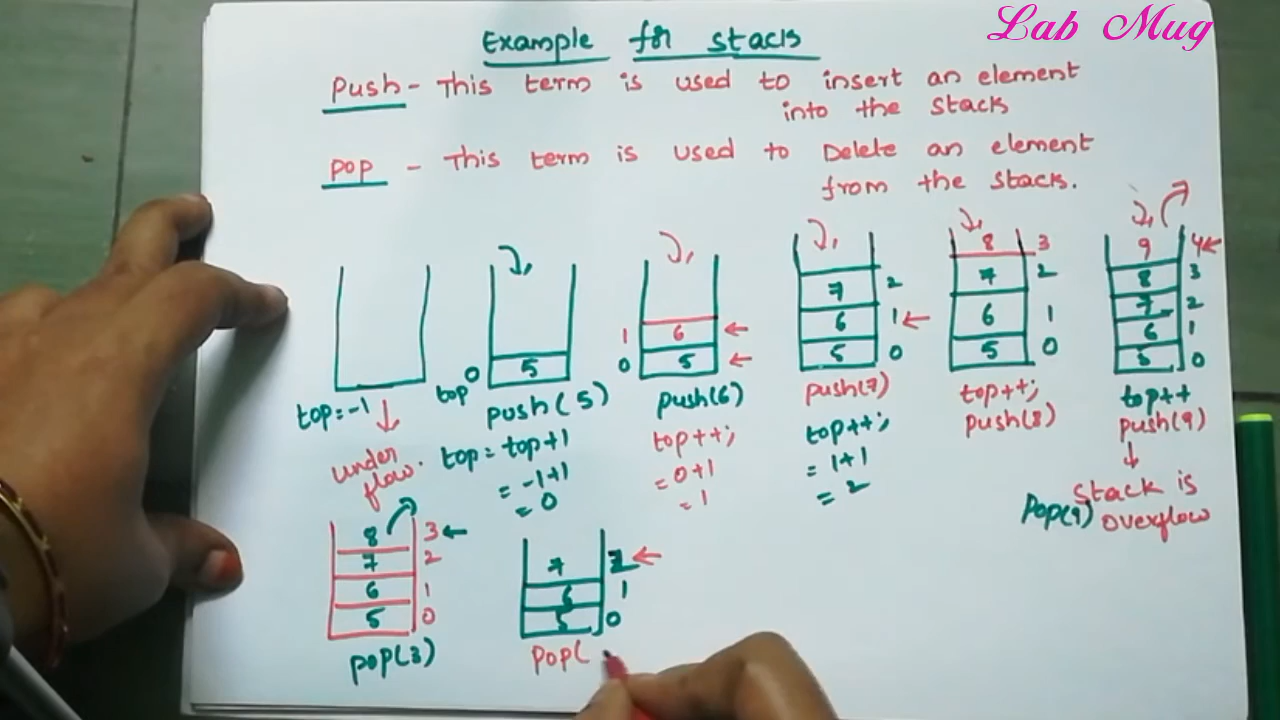 Lab Mug
Example for stacks
Push - This term is used to insert an element
into the stack
Pop - This term is used to Delete an element
from the stack.
9 4
8 3
8 3
7 2
7 2
7 2
6 1
6 1
6 1
1 6
5 0
0 5
0 5
5 0
5 0
top=-1
top
push(5)
push(6)
push(7)
top++;
push(8)
top++
push(9)
under
flow.
top = top+1
= -1+1
= 0
top++;
= 0+1
= 1
top++;
= 1+1
= 2
Stack is
overflow
Pop(9)
8 3
7 2
6 1
5 0
pop(3)
7 2
6 1
5 0
pop(